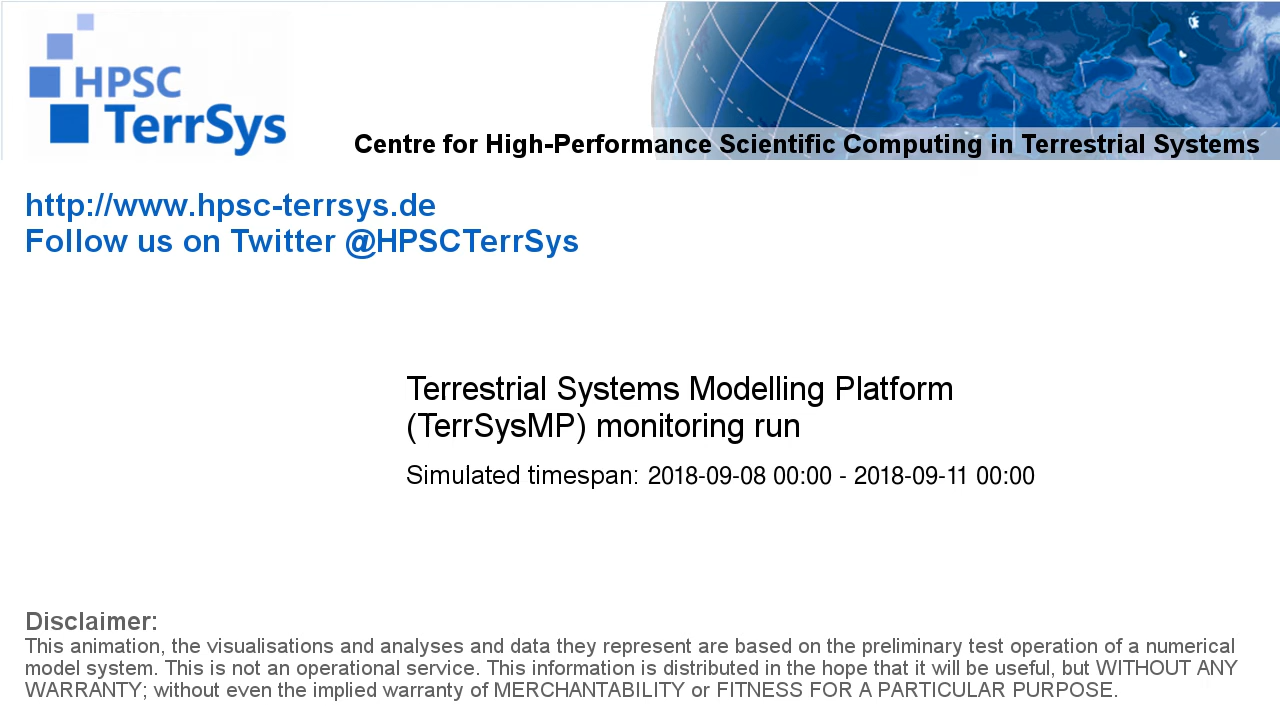 HPSC
TerrSys
Centre for High-Performance Scientific Computing in Terrestrial Systems
http://www.hpsc-terrsys.de
Follow us on Twitter @HPSCTerrSys
Terrestrial Systems Modelling Platform
(TerrSysMP) monitoring run
Simulated timespan: 2018-09-08 00:00 - 2018-09-11 00:00
Disclaimer:
This animation, the visualisations and analyses and data they represent are based on the preliminary test operation of a numerical
model system. This is not an operational service. This information is distributed in the hope that it will be useful, but WITHOUT ANY
WARRANTY; without even the implied warranty of MERCHANTABILITY or FITNESS FOR A PARTICULAR PURPOSE.